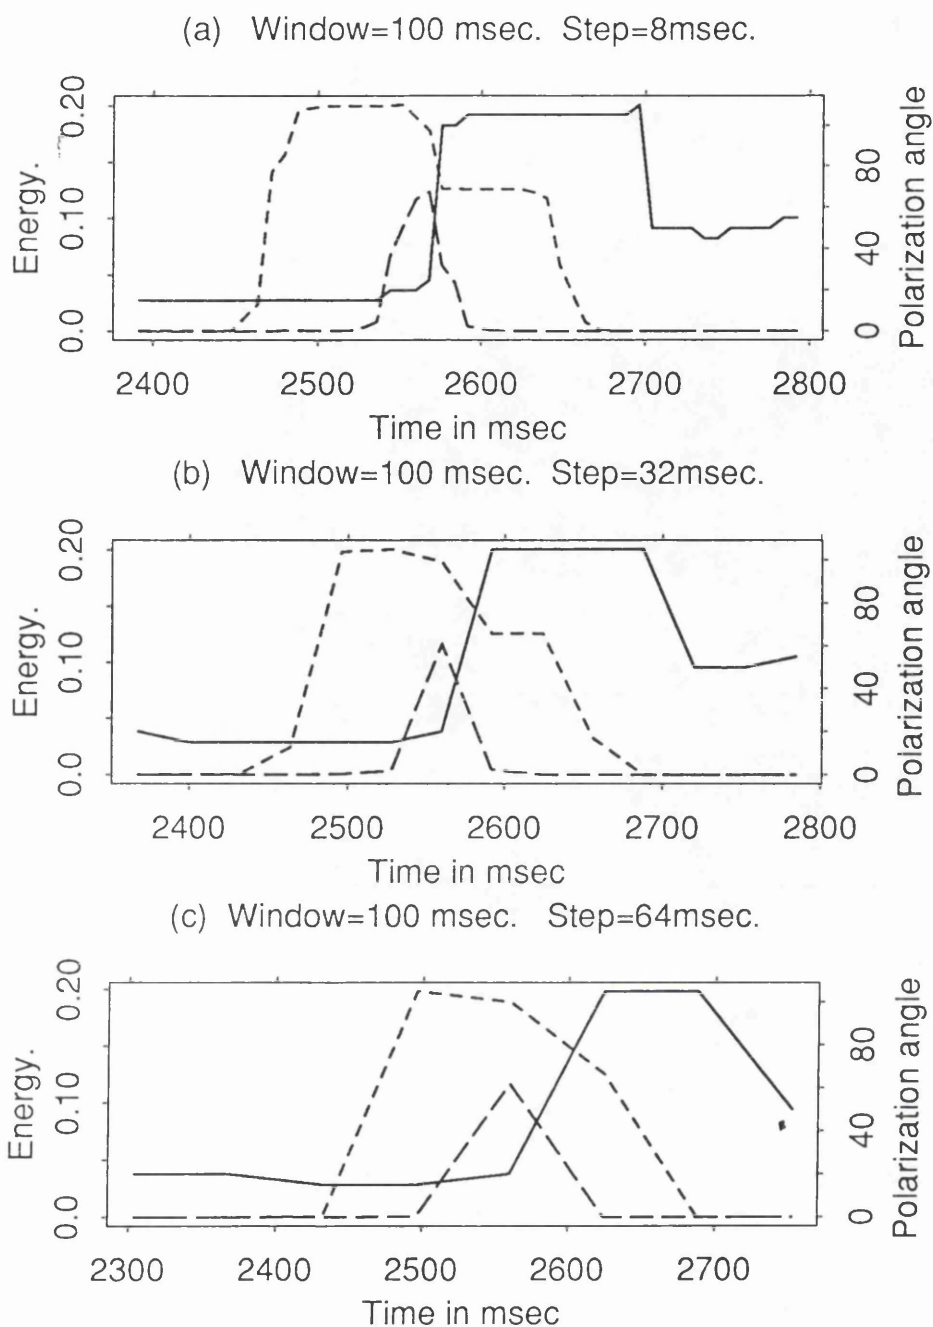 (a) Window=100 msec. Step=8msec.
Energy.
0.0 0.10 0.20
Polarization angle
0 40 80
2400 2500 2600 2700 2800
Time in msec
(b) Window=100 msec. Step=32msec.
Energy.
0.0 0.10 0.20
Polarization angle
0 40 80
2400 2500 2600 2700 2800
Time in msec
(c) Window=100 msec. Step=64msec.
Energy.
0.0 0.10 0.20
Polarization angle
0 40 80
2300 2400 2500 2600 2700
Time in msec